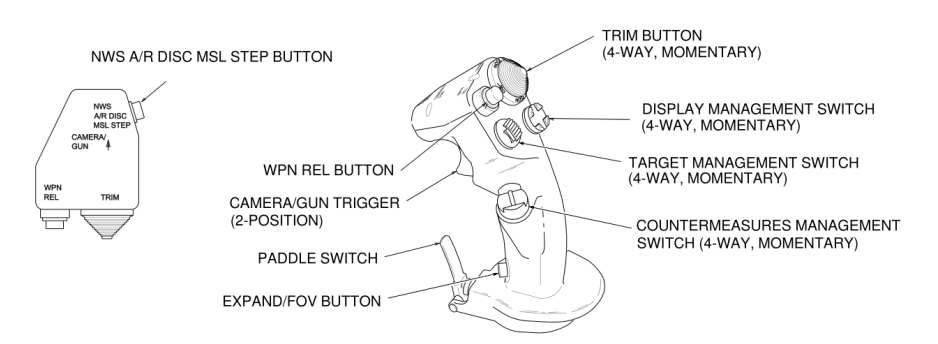 NWS A/R DISC MSL STEP BUTTON
NWS
A/R DISC
MSL STEP
CAMERA/
GUN
WPN
REL
TRIM
TRIM BUTTON
(4-WAY, MOMENTARY)
DISPLAY MANAGEMENT SWITCH
(4-WAY, MOMENTARY)
TARGET MANAGEMENT SWITCH
(4-WAY, MOMENTARY)
WPN REL BUTTON
CAMERA/GUN TRIGGER
(2-POSITION)
COUNTERMEASURES MANAGEMENT
SWITCH (4-WAY, MOMENTARY)
PADDLE SWITCH
EXPAND/FOV BUTTON